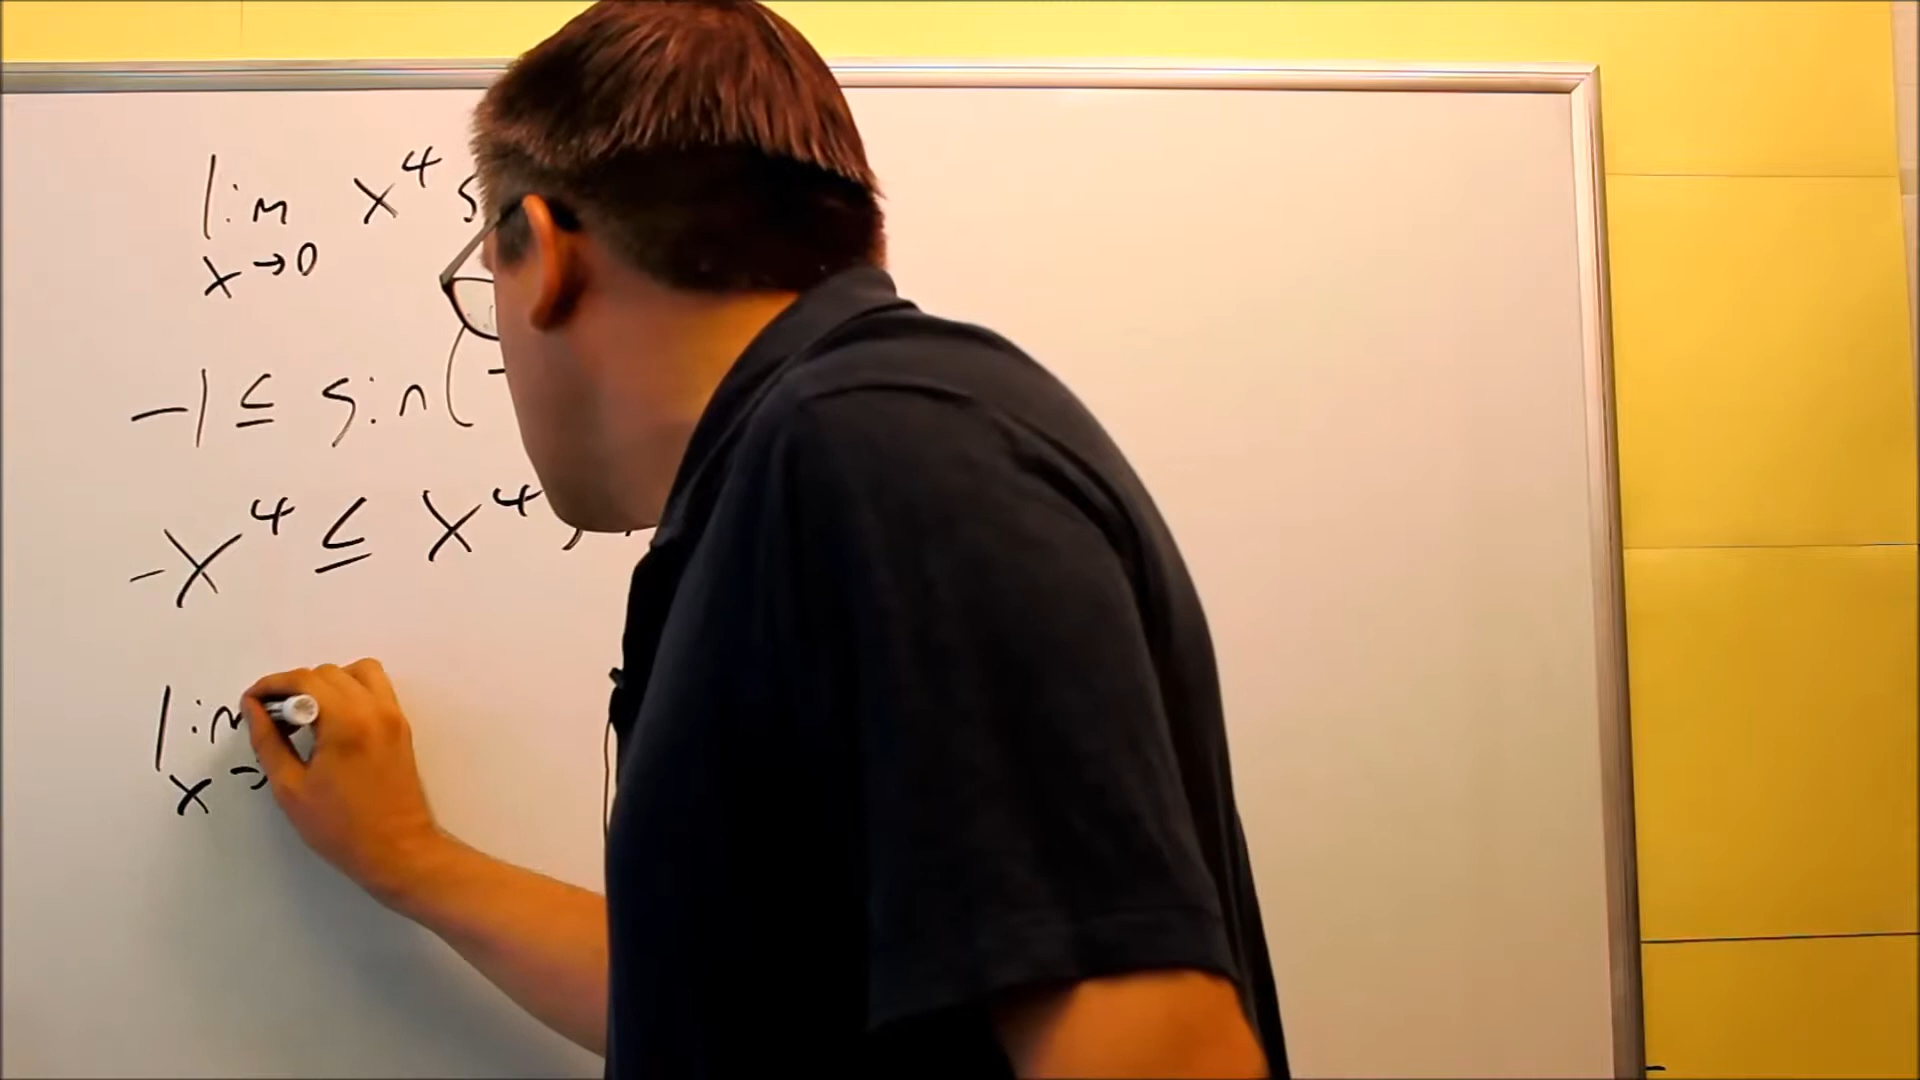 lim x⁴ s
x→0
-1 ≤ sin(
-x⁴ ≤ x⁴
lim
x→